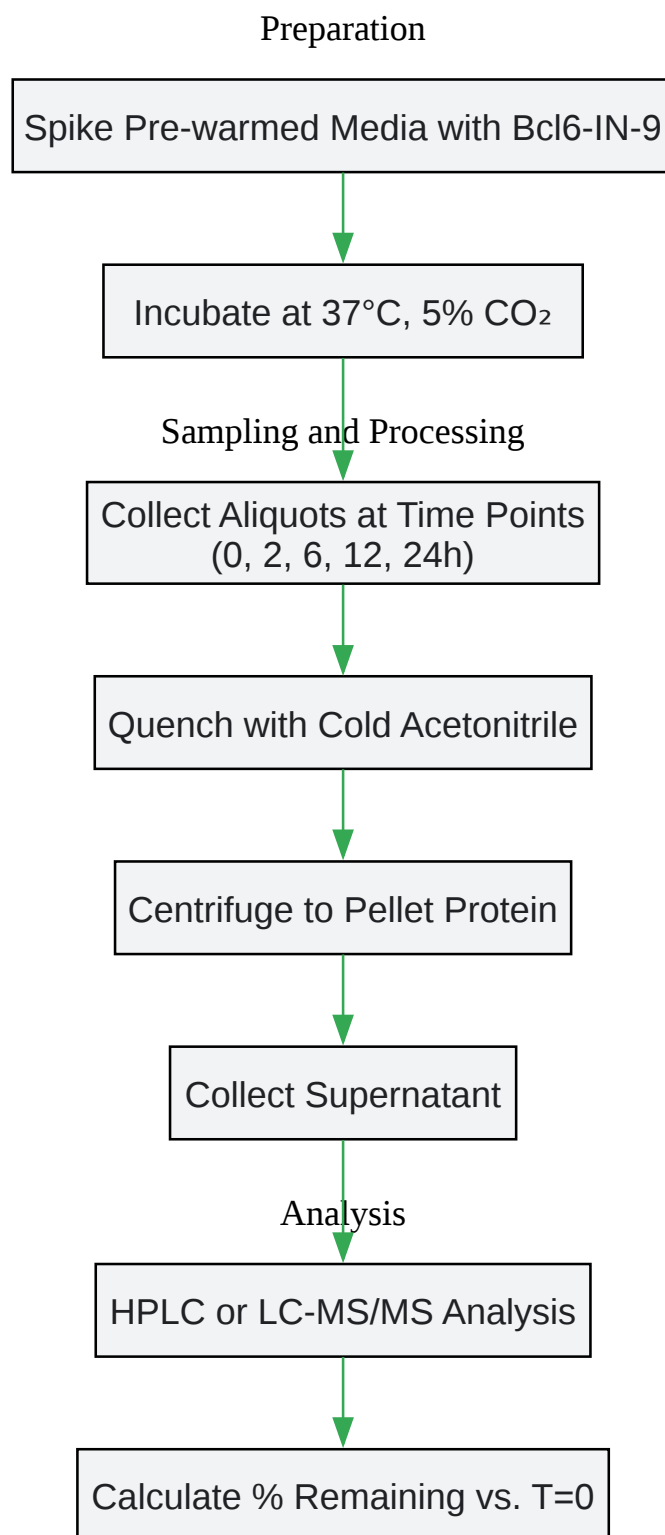 Preparation
Spike Pre-warmed Media with Bcl6-IN-9
Incubate at 37°C, 5% CO₂
Sampling and Processing
Collect Aliquots at Time Points
(0, 2, 6, 12, 24h)
Quench with Cold Acetonitrile
Centrifuge to Pellet Protein
Collect Supernatant
Analysis
HPLC or LC-MS/MS Analysis
Calculate % Remaining vs. T=0